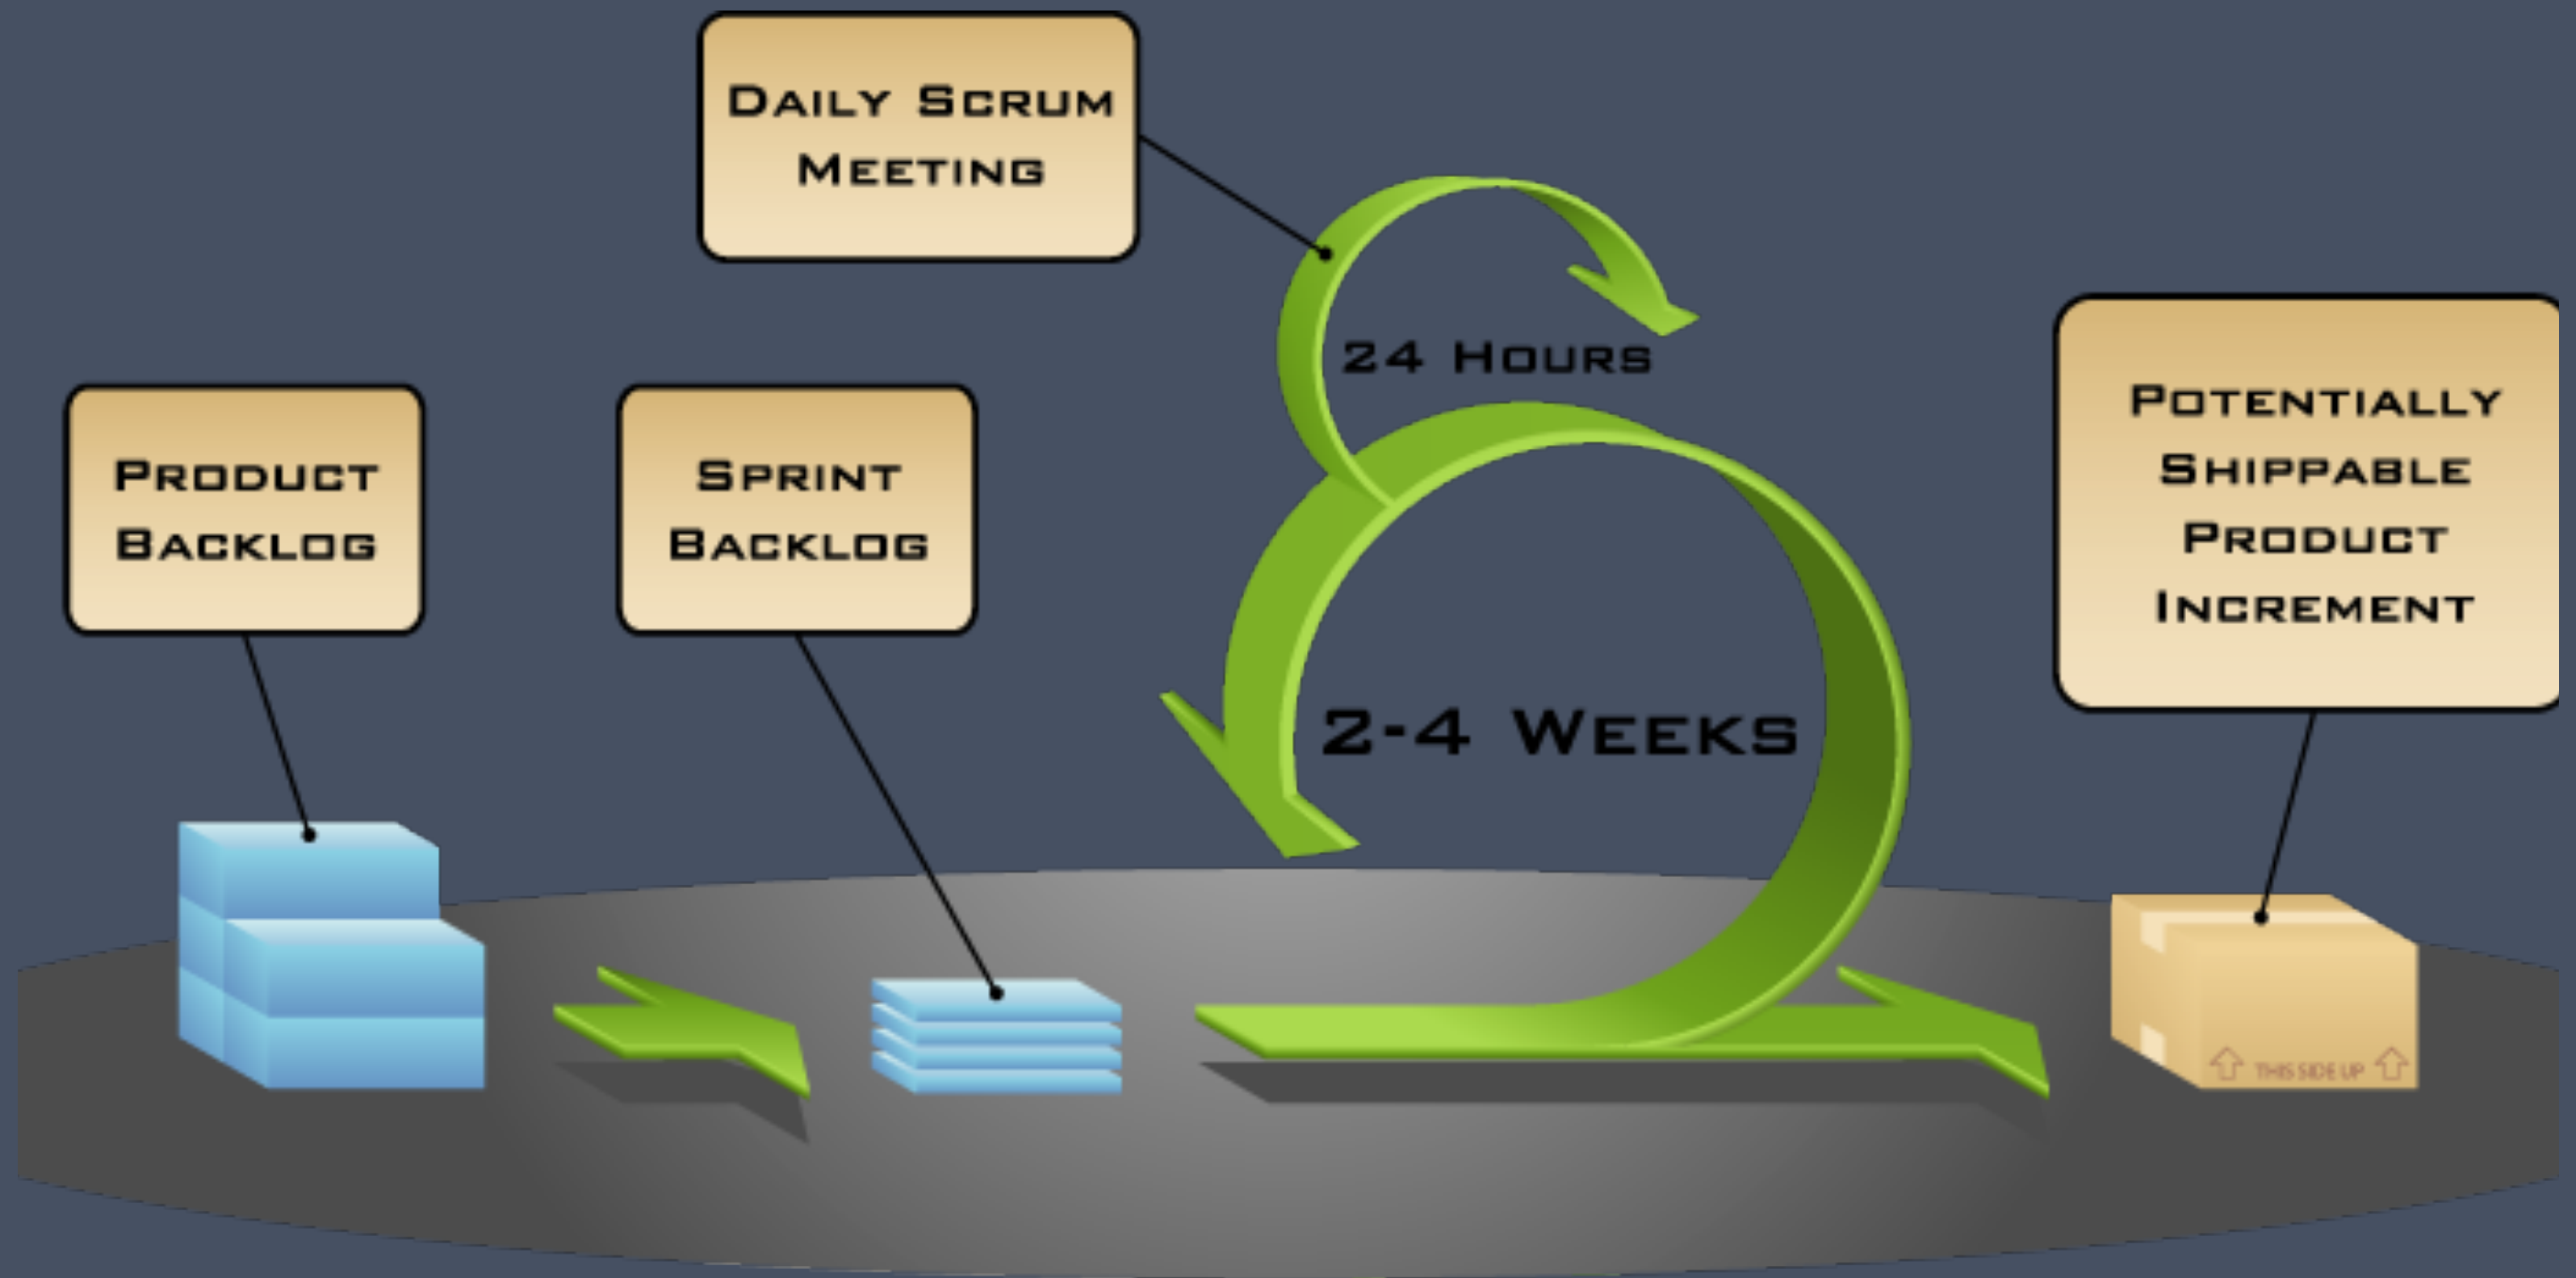 Daily Scrum
Meeting
24 Hours
Product
Backlog
Sprint
Backlog
Potentially
Shippable
Product
Increment
2-4 Weeks
THIS SIDE UP